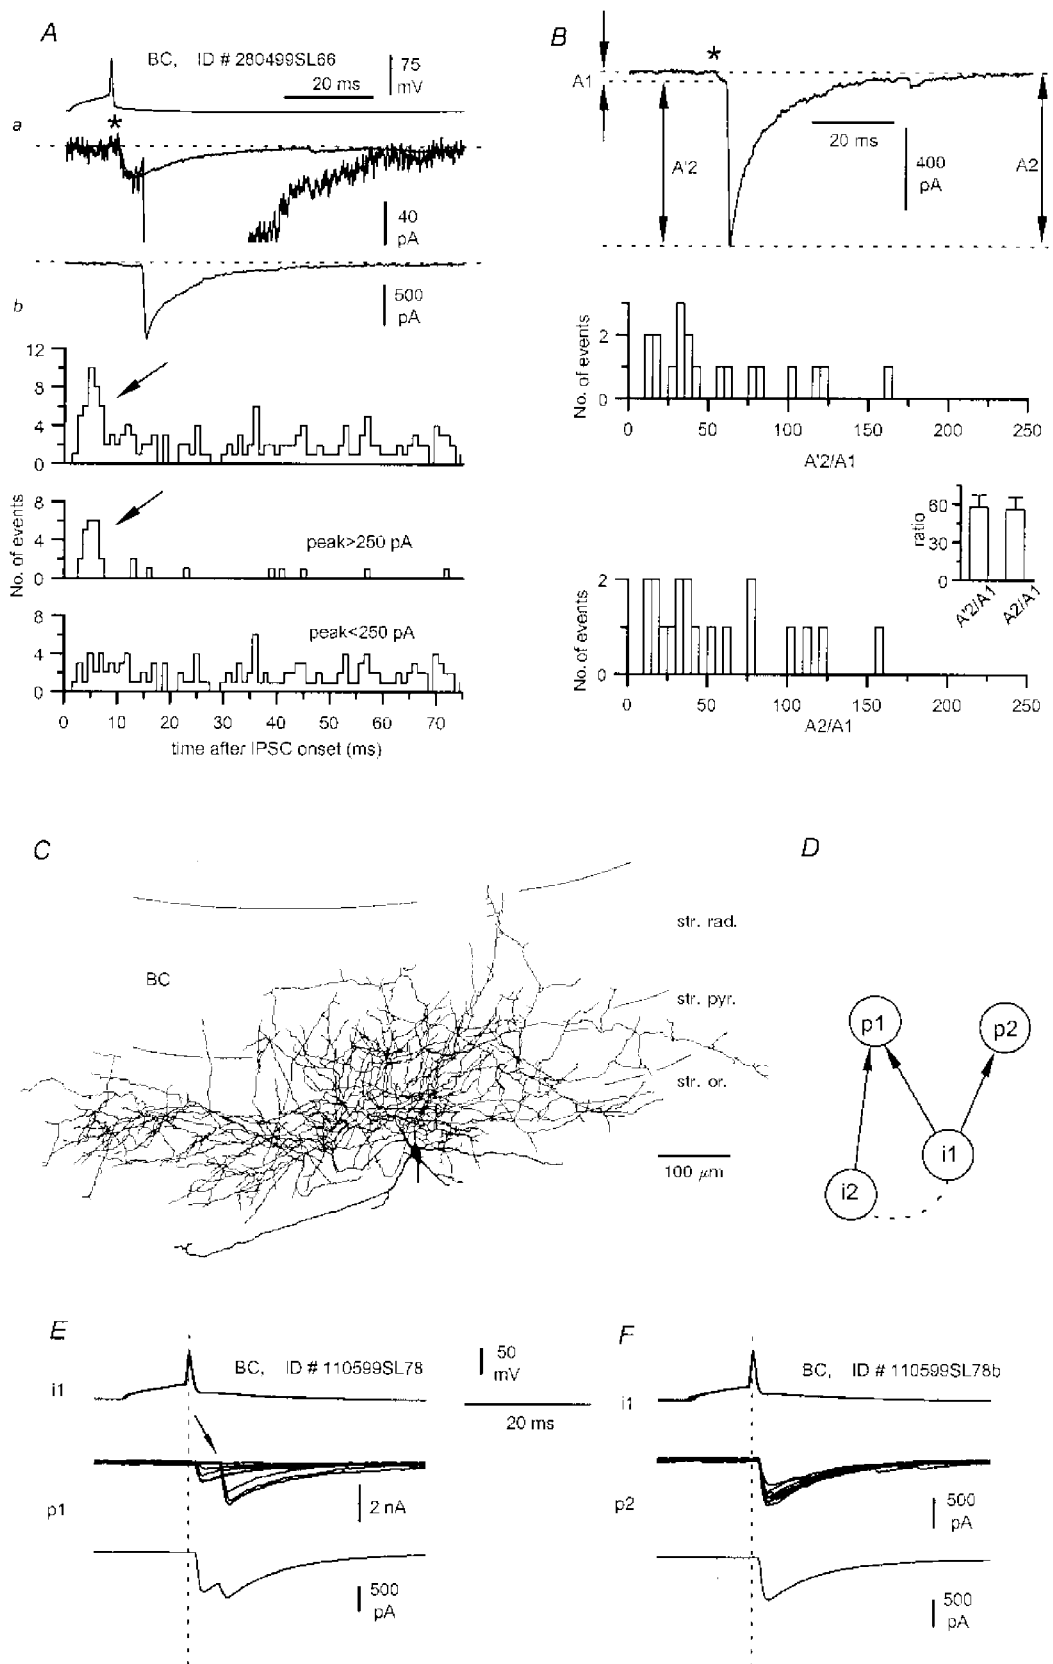 A
BC, ID # 280499SL66
75
mV
20 ms
a
*
40
pA
b
500
pA
12
8
4
0
8
4
0
peak>250 pA
8
4
0
peak<250 pA
No. of events
0 10 20 30 40 50 60 70
time after IPSC onset (ms)
B
*
A1
20 ms
A'2
400
pA
A2
No. of events
2
0
0 50 100 150 200 250
A'2/A1
ratio
60
30
0
A'2/A1
A2/A1
No. of events
2
1
0
0 50 100 150 200 250
A2/A1
C
BC
str. rad.
str. pyr.
str. or.
100 μm
D
p1
p2
i1
i2
E
i1
BC, ID # 110599SL78
50
mV
20 ms
p1
2 nA
500
pA
F
i1
BC, ID # 110599SL78b
p2
500
pA
500
pA